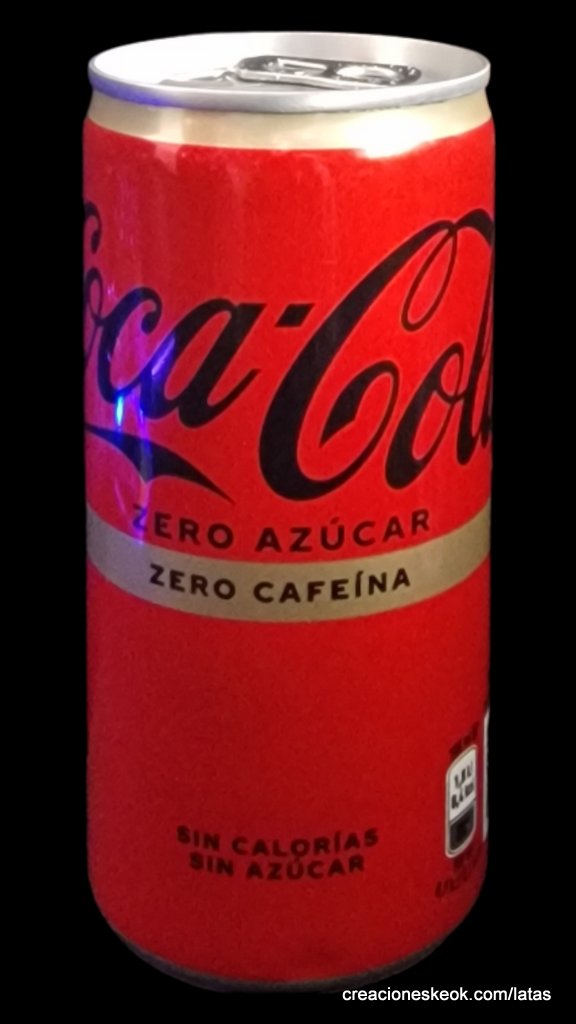 Coca-Cola
ZERO AZÚCAR
ZERO CAFEÍNA
SIN CALORÍAS
SIN AZÚCAR
creacioneskeok.com/latas